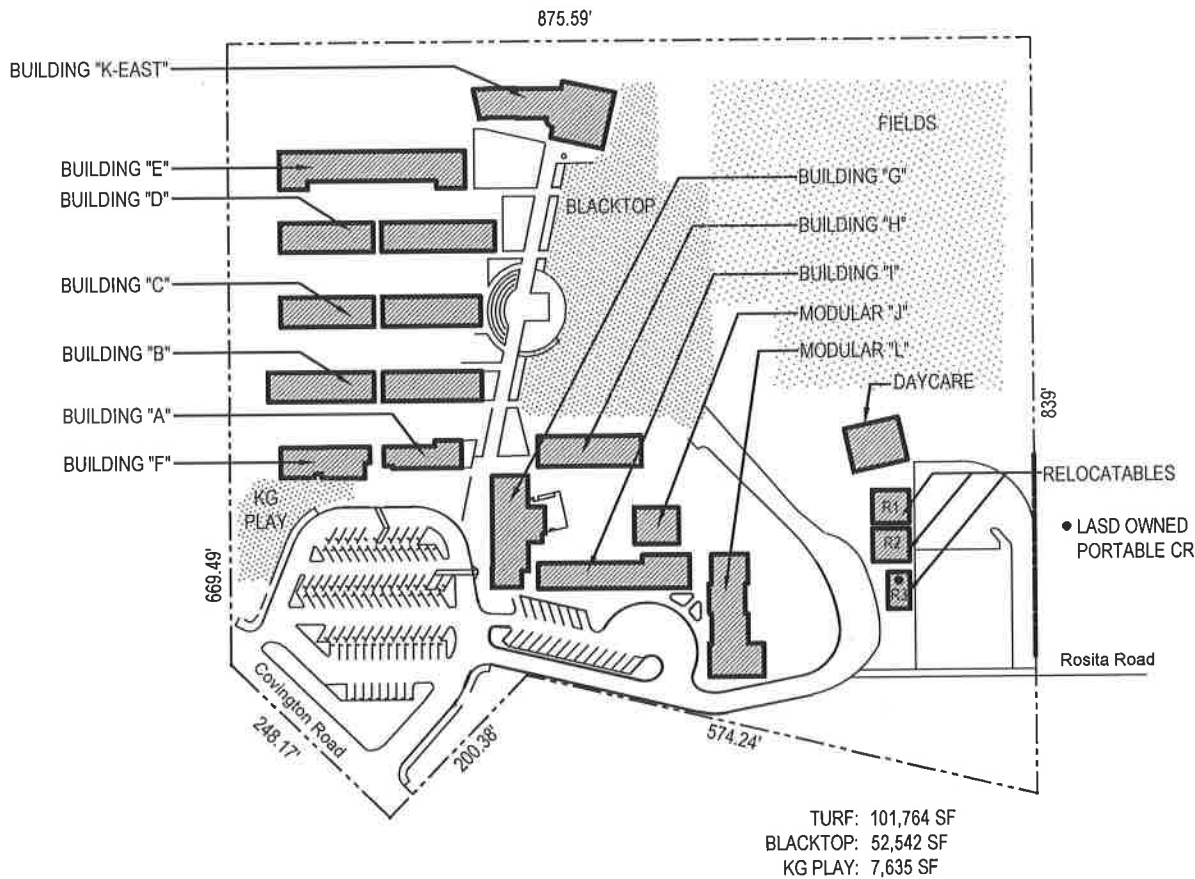 875.59'
BUILDING "K-EAST"
FIELDS
BUILDING "E"
BUILDING "G"
BUILDING "D"
BLACKTOP
BUILDING "H"
BUILDING "C"
BUILDING "I"
MODULAR "J"
BUILDING "B"
MODULAR "L"
DAYCARE
839'
BUILDING "A"
BUILDING "F"
RELOCATABLES
KG
PLAY
R1
R2
R3
● LASD OWNED
PORTABLE CR
669.49'
Rosita Road
Covington Road
248.17'
200.38'
574.24'
TURF: 101,764 SF
BLACKTOP: 52,542 SF
KG PLAY: 7,635 SF